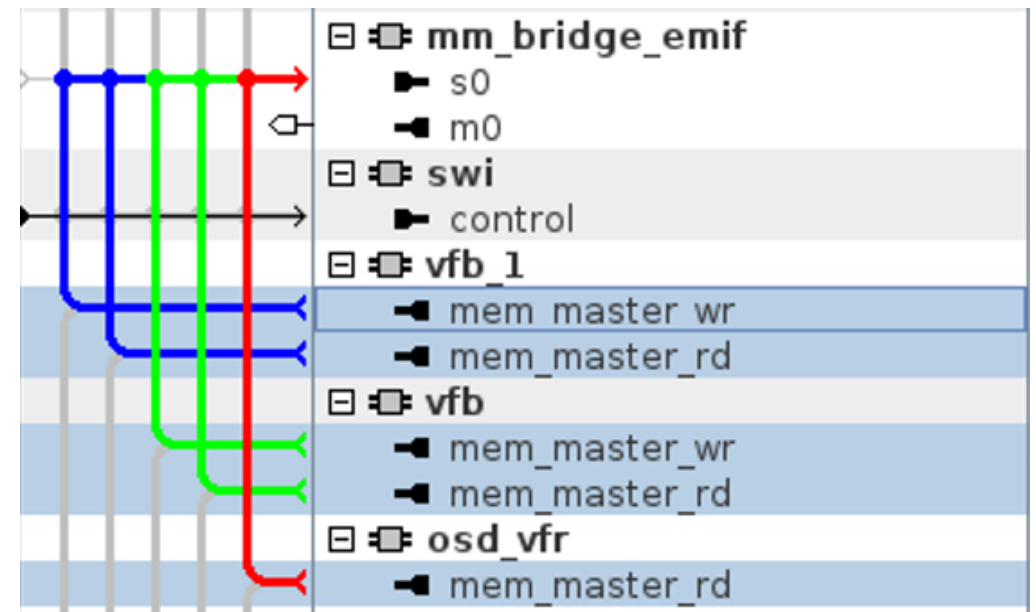 mm_bridge_emif
s0
m0
swi
control
vfb_1
mem_master_wr
mem_master_rd
vfb
mem_master_wr
mem_master_rd
osd_vfr
mem_master_rd